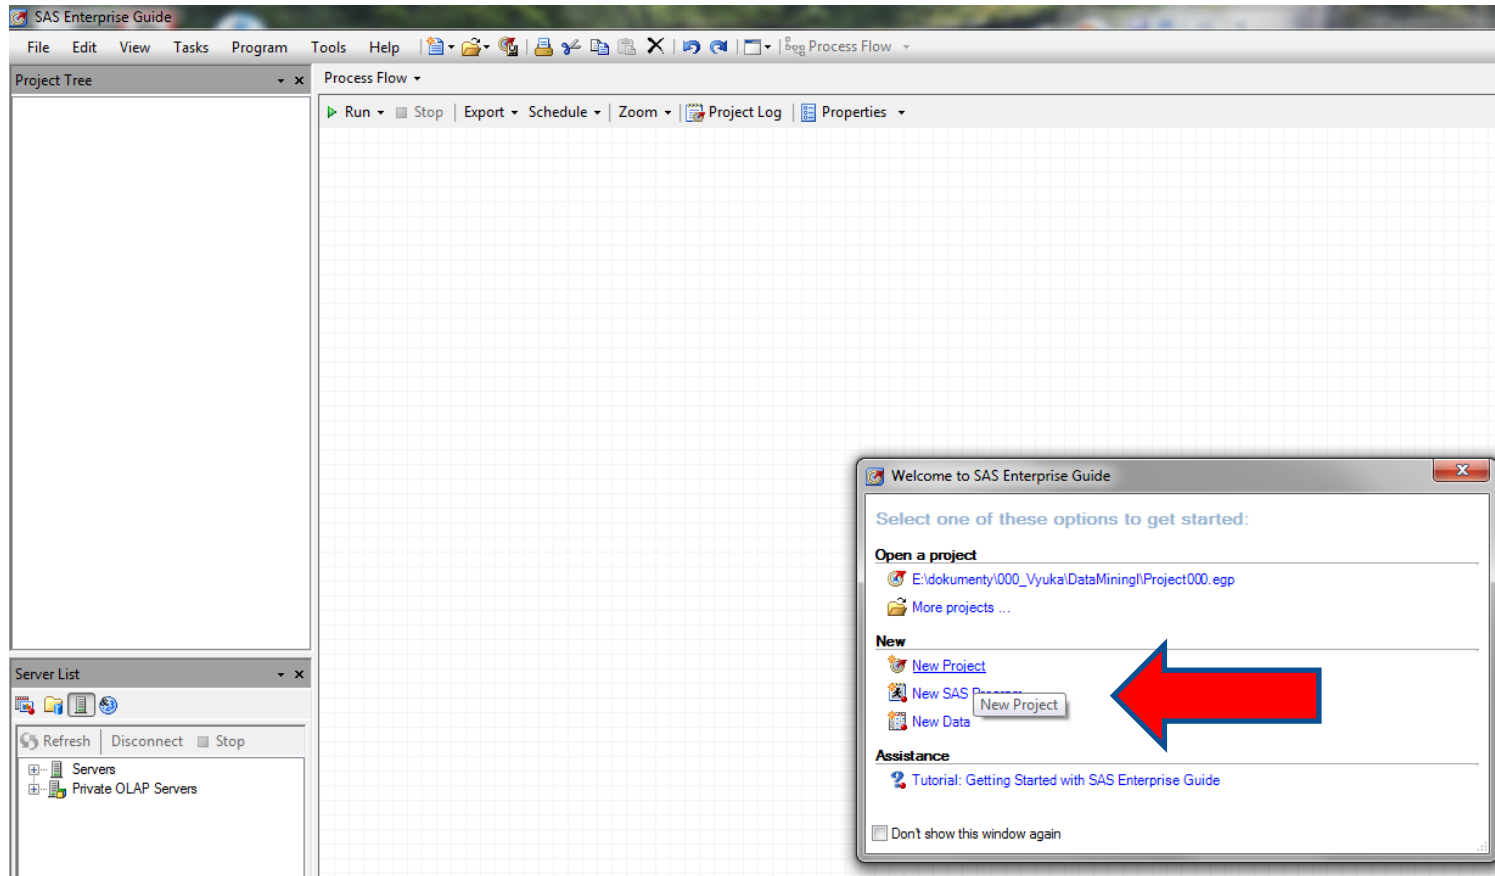 SAS Enterprise Guide
File Edit View Tasks Program Tools Help Process Flow
Project Tree
Process Flow
Run Stop Export Schedule Zoom Project Log Properties
Welcome to SAS Enterprise Guide
Select one of these options to get started:
Open a project
E:\dokumenty\000_Vyuka\DataMiningI\Project000.egp
More projects ...
New
New Project
New SAS Program
New Project
New Data
Assistance
Tutorial: Getting Started with SAS Enterprise Guide
Don't show this window again
Server List
Refresh Disconnect Stop
Servers
Private OLAP Servers